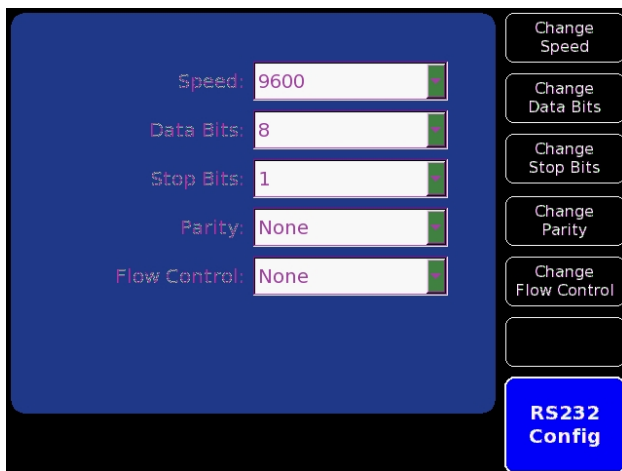 Speed: 9600
Data Bits: 8
Stop Bits: 1
Parity: None
Flow Control: None
Change
Speed
Change
Data Bits
Change
Stop Bits
Change
Parity
Change
Flow Control
RS232
Config